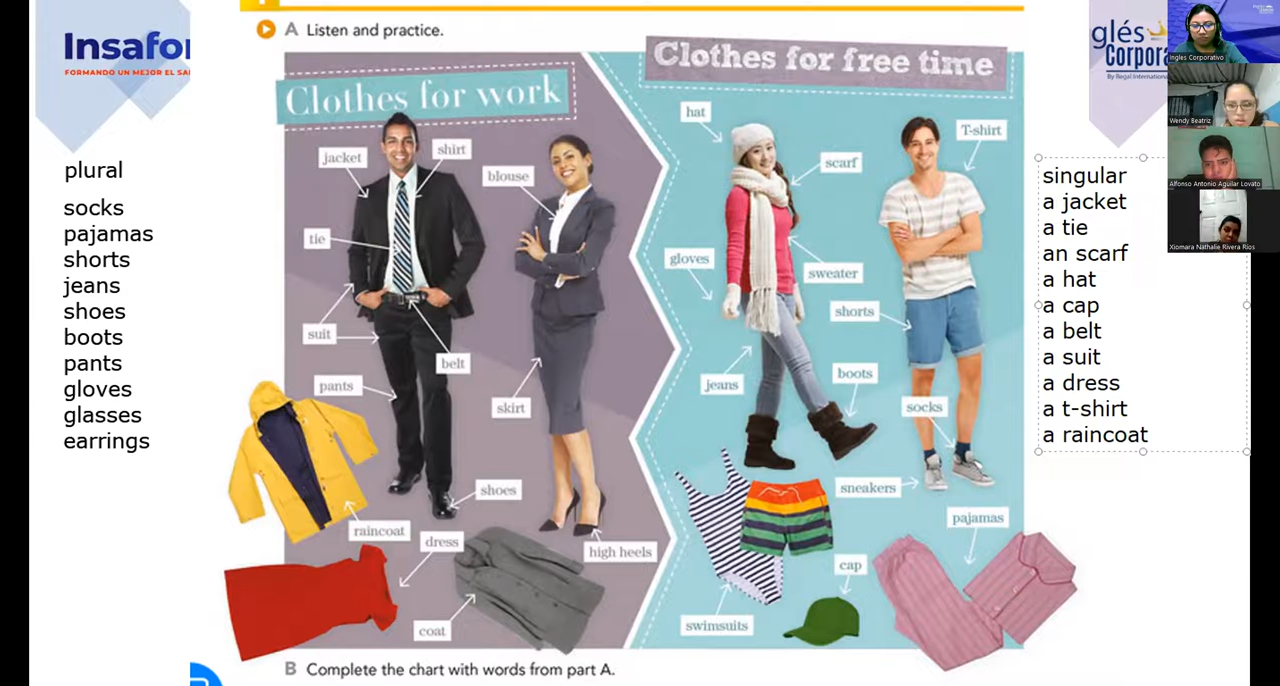 Insafor
FORMANDO UN MEJOR EL SA
A Listen and practice.
Clothes for work
Clothes for free time
glés
Corpora
By Regal Internationa
Ingles Corporativo
Wendy Beatriz
Alfonso Antonio Aguilar Lovato
Xiomara Nathalie Rivera Ríos
plural
socks
pajamas
shorts
jeans
shoes
boots
pants
gloves
glasses
earrings
jacket
shirt
blouse
tie
suit
belt
pants
skirt
shoes
raincoat
dress
high heels
coat
hat
T-shirt
scarf
gloves
sweater
shorts
jeans
boots
socks
sneakers
pajamas
cap
swimsuits
singular
a jacket
a tie
an scarf
a hat
a cap
a belt
a suit
a dress
a t-shirt
a raincoat
B Complete the chart with words from part A.